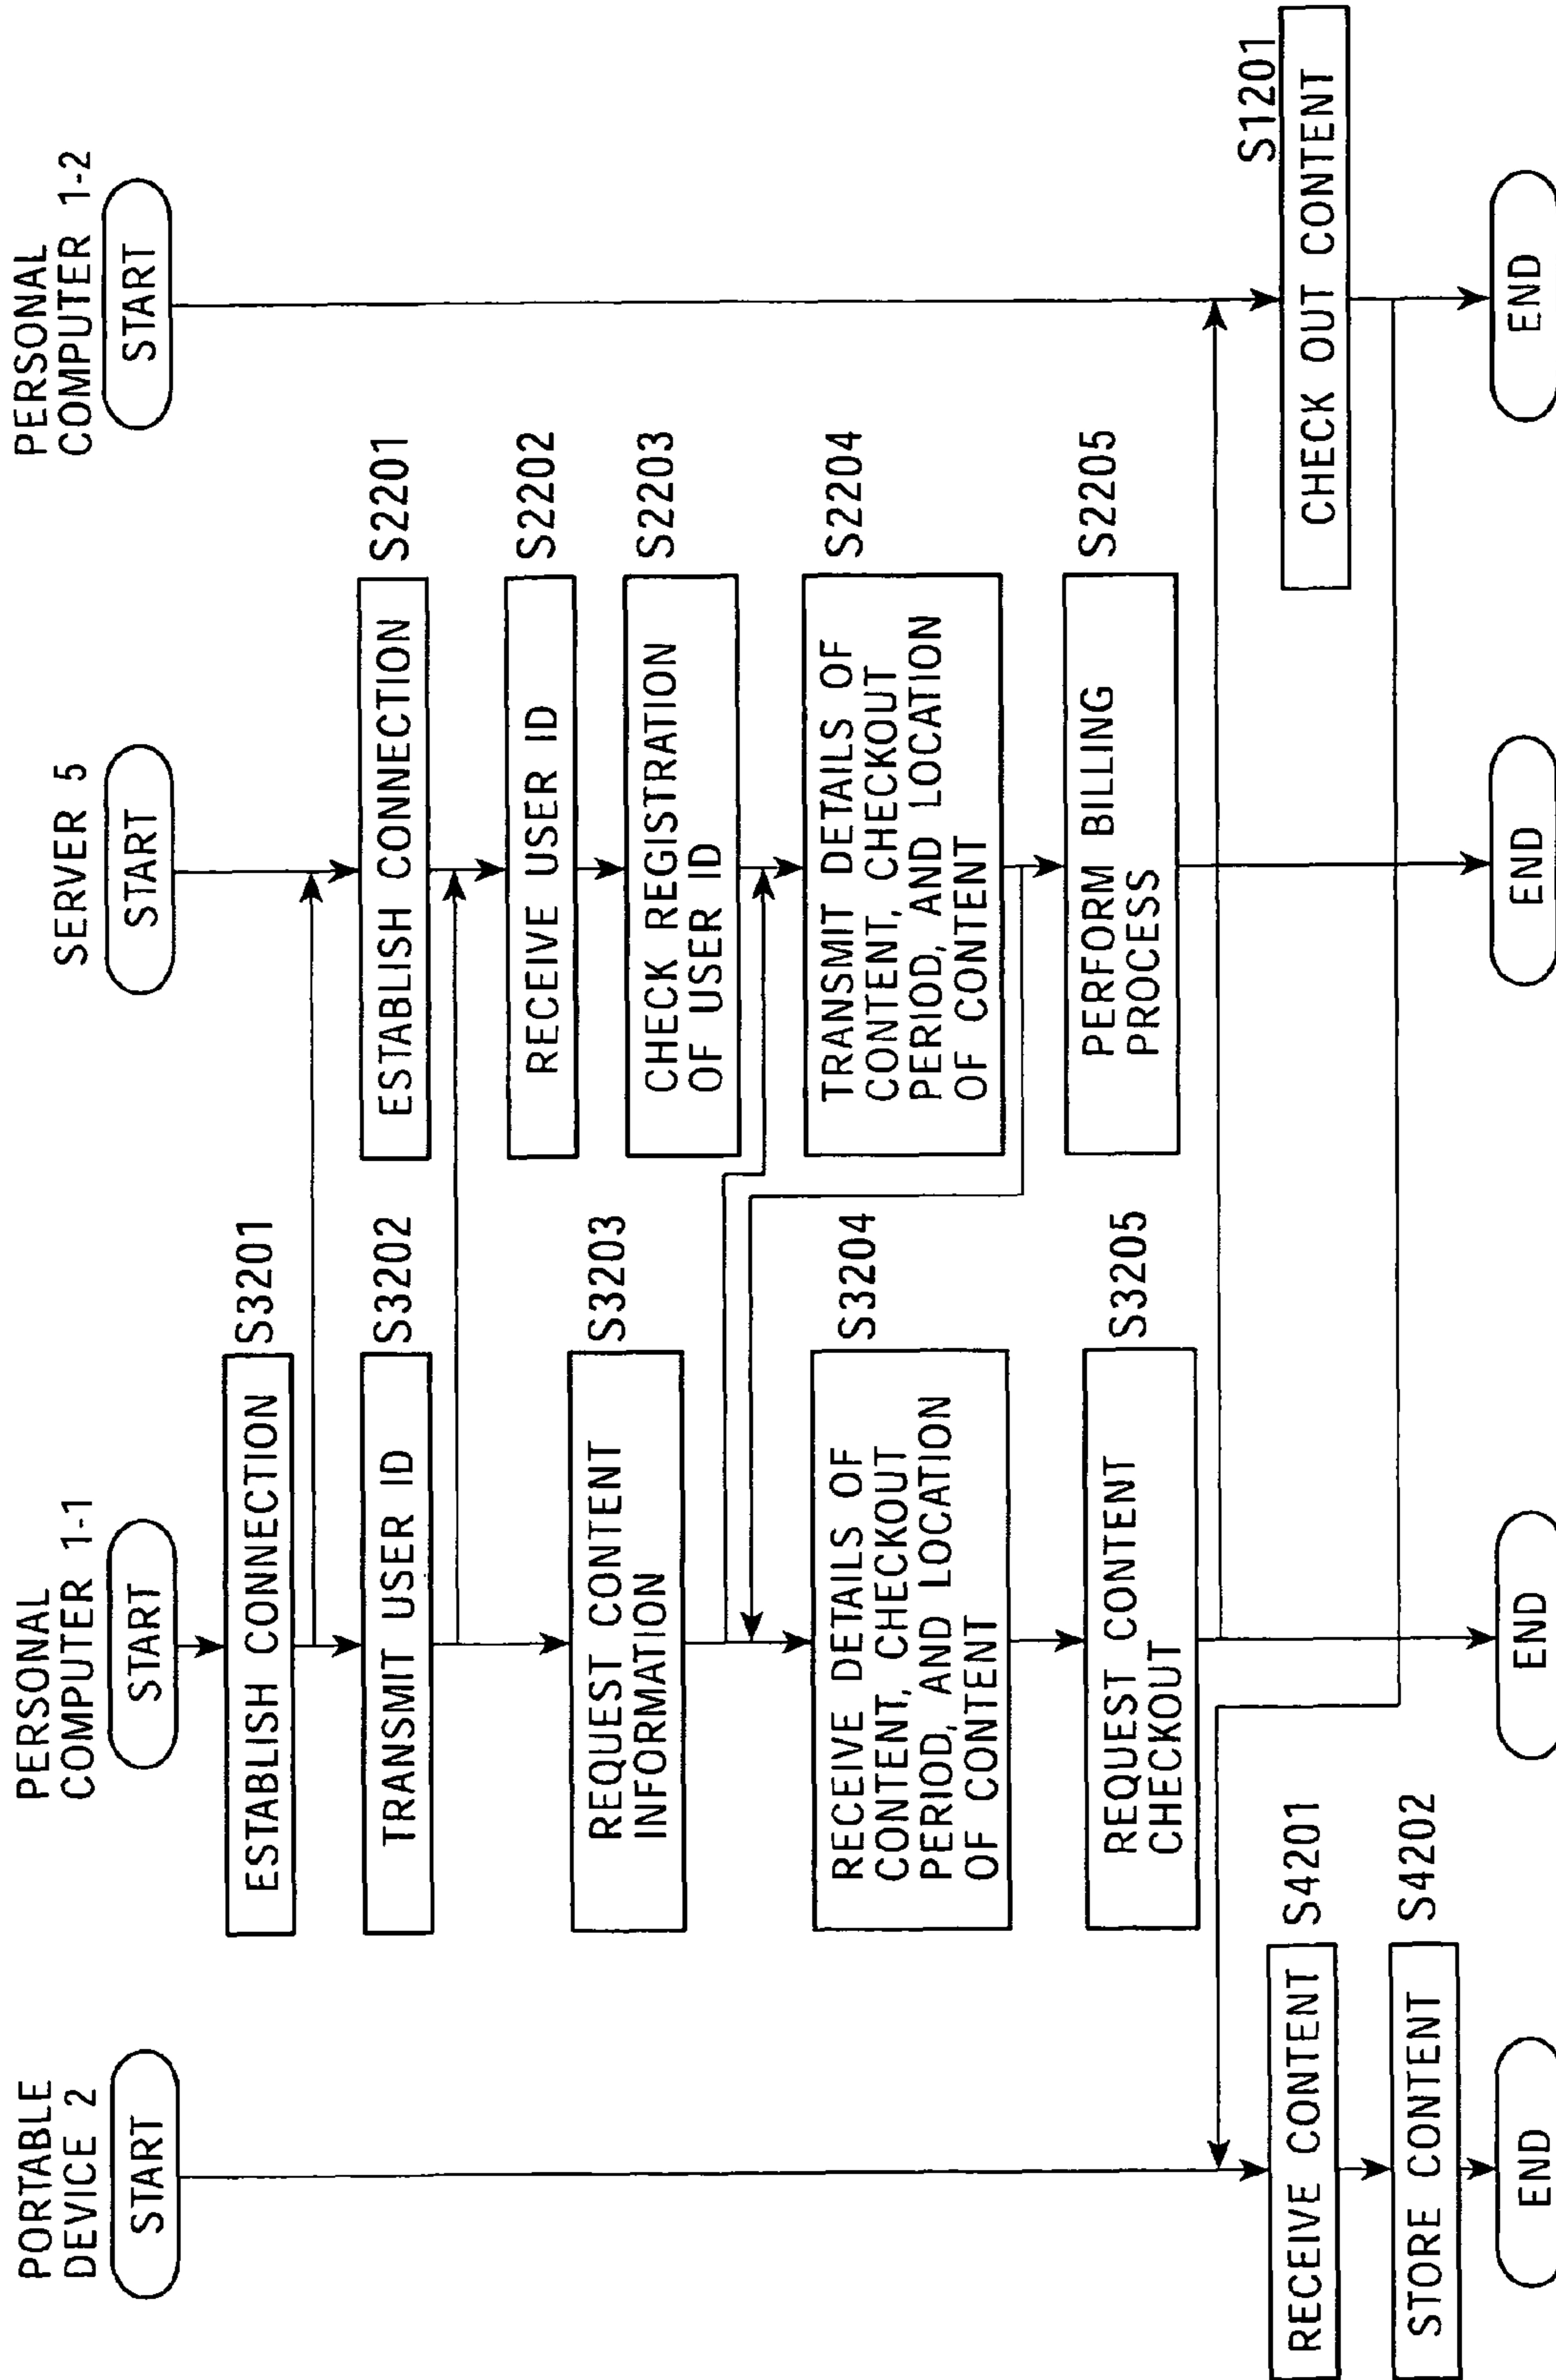 PORTABLE
DEVICE 2
START
RECEIVE CONTENT
S4201
STORE CONTENT
S4202
END
PERSONAL
COMPUTER 1-1
START
ESTABLISH CONNECTION
S3201
TRANSMIT USER ID
S3202
REQUEST CONTENT
INFORMATION
S3203
RECEIVE DETAILS OF
CONTENT, CHECKOUT
PERIOD, AND LOCATION
OF CONTENT
S3204
REQUEST CONTENT
CHECKOUT
S3205
END
SERVER 5
START
ESTABLISH CONNECTION
S2201
RECEIVE USER ID
S2202
CHECK REGISTRATION
OF USER ID
S2203
TRANSMIT DETAILS OF
CONTENT, CHECKOUT
PERIOD, AND LOCATION
OF CONTENT
S2204
PERFORM BILLING
PROCESS
S2205
END
PERSONAL
COMPUTER 1-2
START
S1201
CHECK OUT CONTENT
END